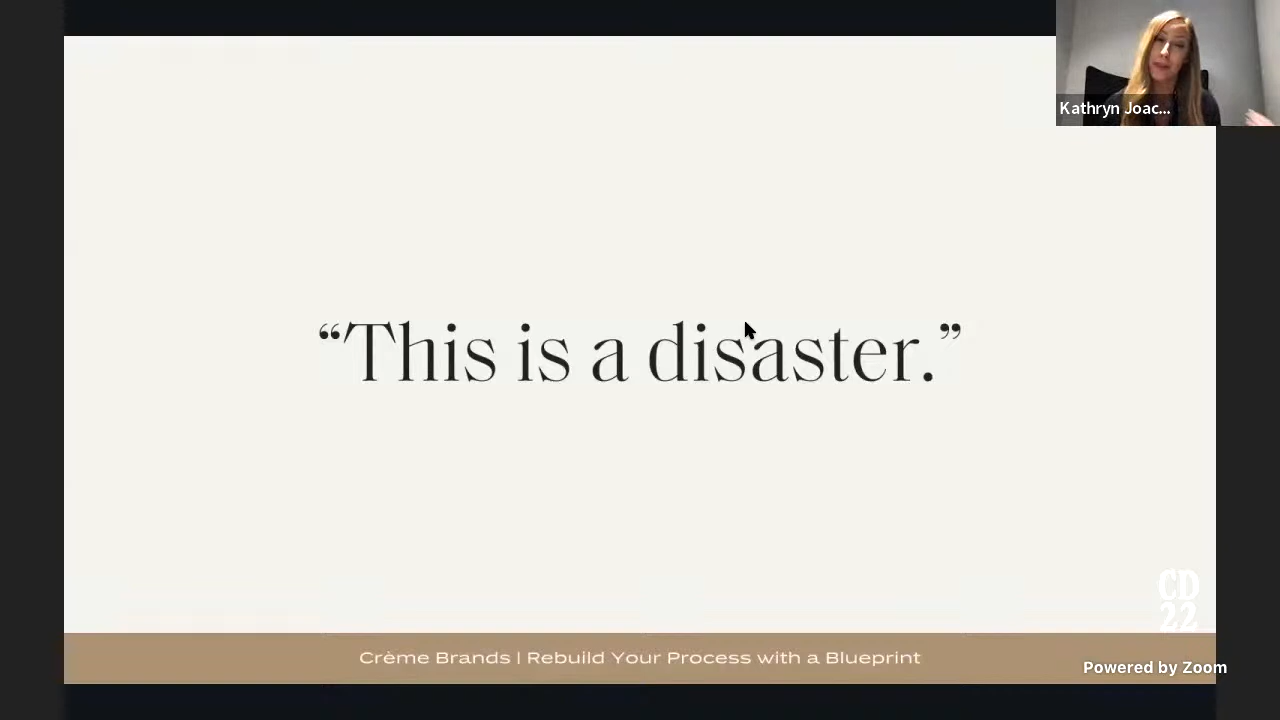 Kathryn Joac...
“This is a disaster.”
CD
22
Crème Brands | Rebuild Your Process with a Blueprint
Powered by Zoom